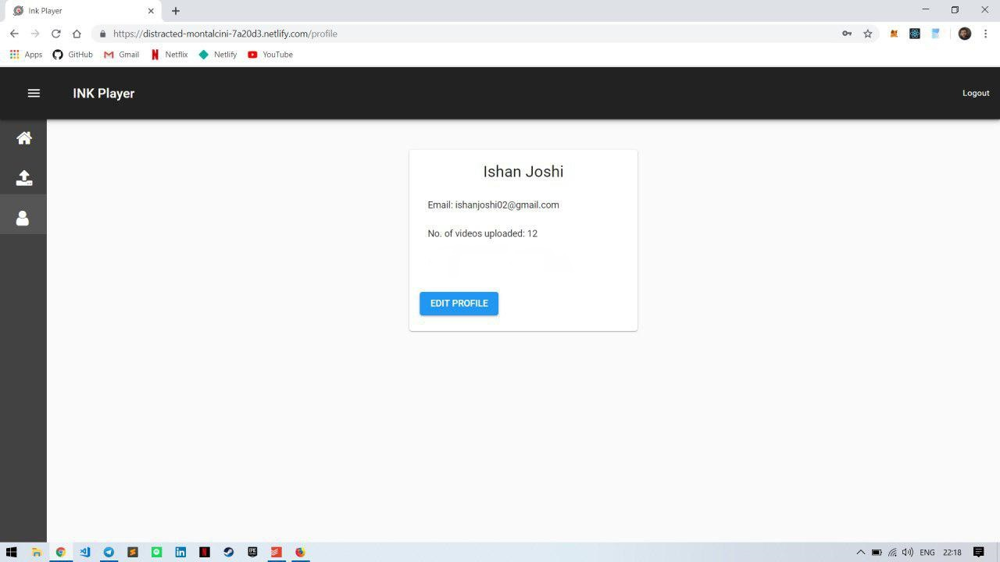 Ink Player
https://distracted-montalcini-7a20d3.netlify.com/profile
Apps GitHub Gmail Netflix Netlify YouTube
INK Player
Logout
Ishan Joshi
Email: ishanjoshi02@gmail.com
No. of videos uploaded: 12
EDIT PROFILE
ENG 22:18